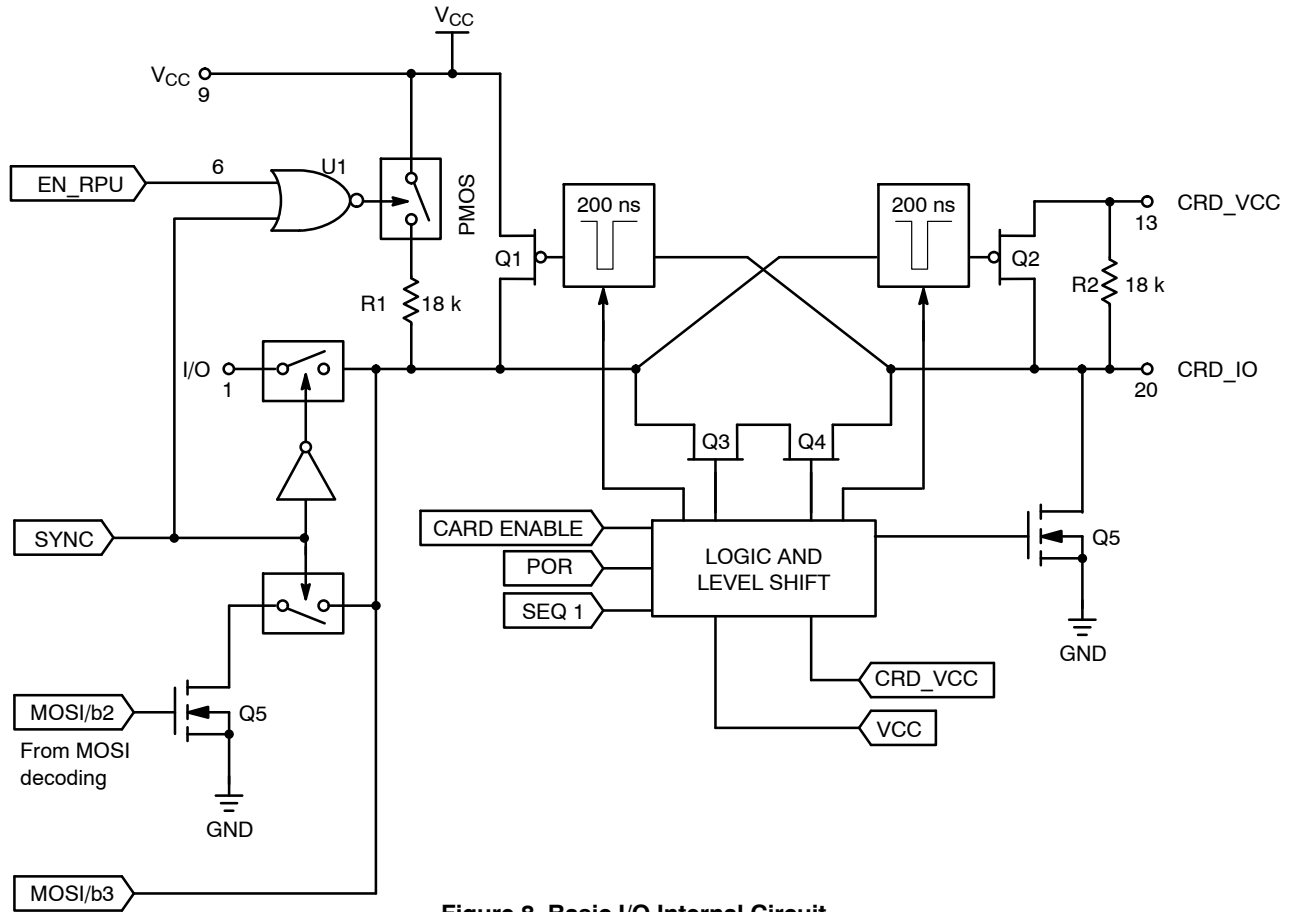 V_CC
V_CC
9
EN_RPU
6
U1
PMOS
R1
18 k
Q1
200 ns
200 ns
Q2
CRD_VCC
13
R2
18 k
I/O
1
CRD_IO
20
Q3
Q4
SYNC
CARD ENABLE
POR
SEQ 1
LOGIC AND
LEVEL SHIFT
Q5
GND
CRD_VCC
VCC
MOSI/b2
Q5
From MOSI
decoding
GND
MOSI/b3
Figure 8. Basic I/O Internal Circuit